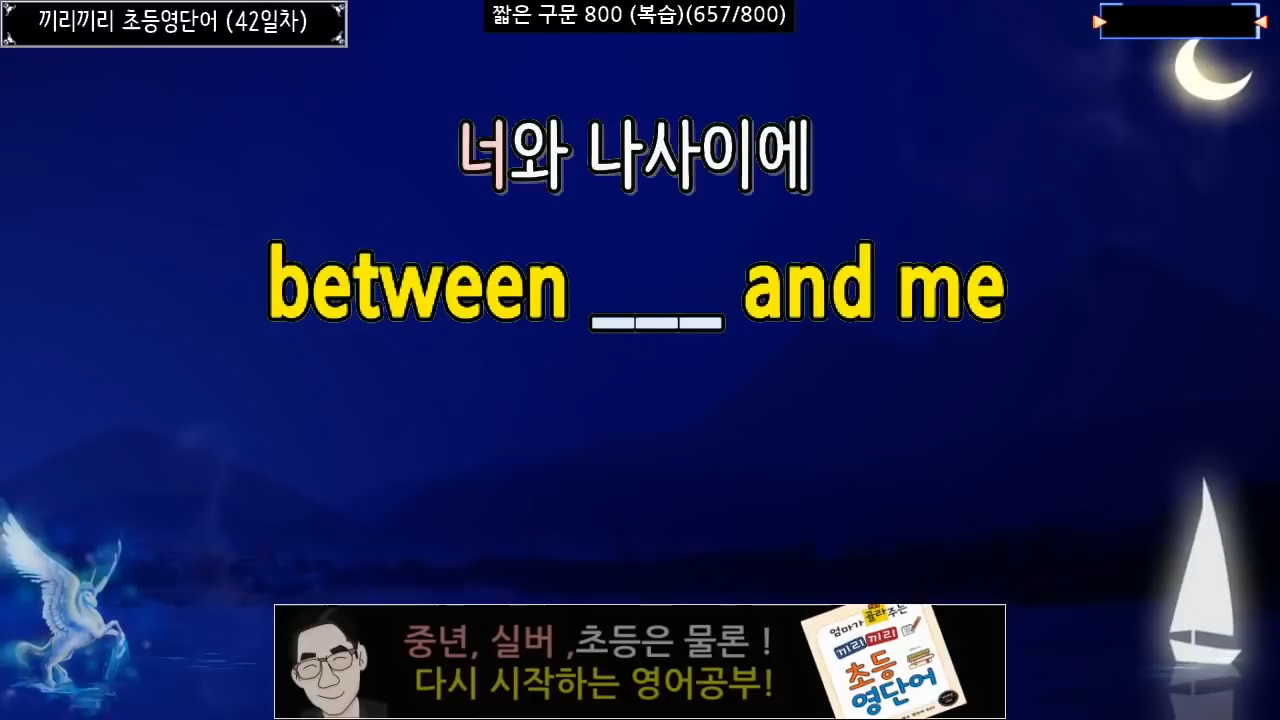 끼리끼리 초등영단어 (42일차)
짧은 구문 800 (복습)(657/800)
너와 나사이에
between ___ and me
중년, 실버 ,초등은 물론 !
다시 시작하는 영어공부!
엄마가 골라주는
끼리끼리
초등
영단어